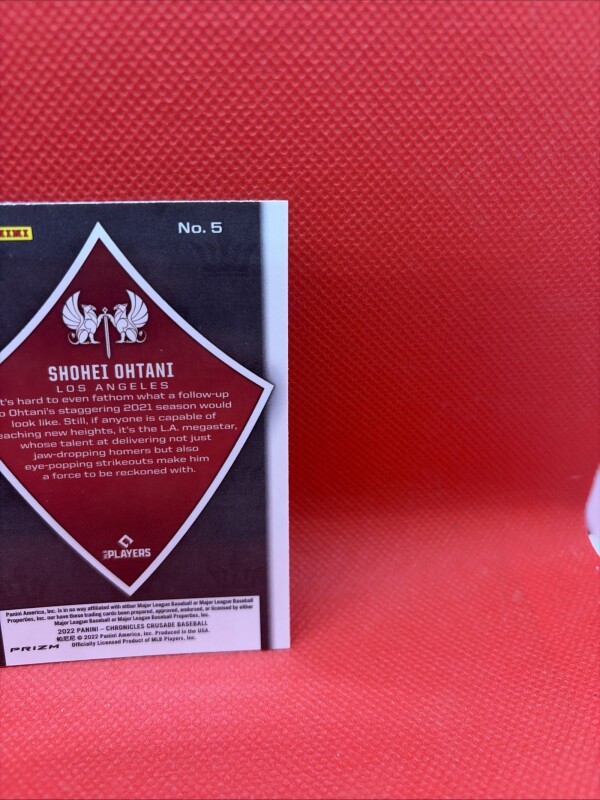 No. 5
SHOHEI OHTANI
LOS ANGELES
t's hard to even fathom what a follow-up
o Ohtani's staggering 2021 season would
look like. Still, if anyone is capable of
eaching new heights, it's the L.A. megastar,
whose talent at delivering not just
jaw-dropping homers but also
eye-popping strikeouts make him
a force to be reckoned with.
PLAYERS
Panini America, Inc. is in no way affiliated with either Major League Baseball or Major League Baseball
Properties, Inc. nor have these trading cards been prepared, approved, endorsed, or licensed by either
Major League Baseball or Major League Baseball Properties, Inc.
2022 PANINI – CHRONICLES CRUSADE BASEBALL
帕尼尼 © 2022 Panini America, Inc. Produced in the USA.
Officially Licensed Product of MLB Players, Inc.
PRIZM